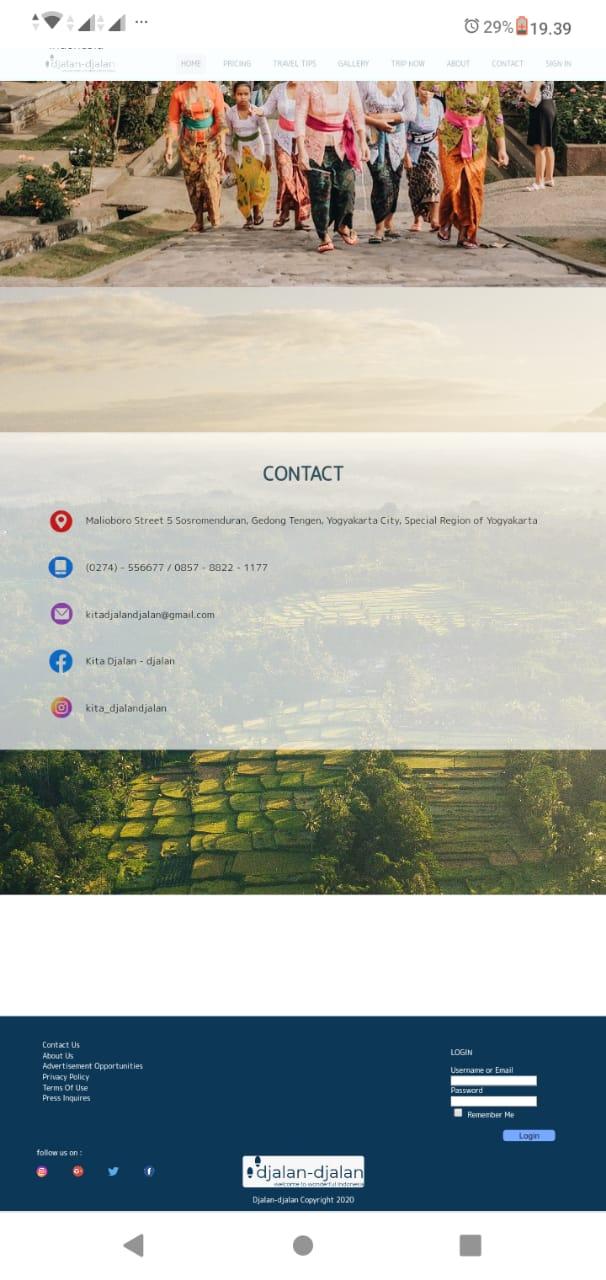 29% 19.39
djalan-djalan HOME PRICING TRAVEL TIPS GALLERY TRIP NOW ABOUT CONTACT SIGN IN
CONTACT
Malioboro Street 5 Sosromenduran, Gedong Tengen, Yogyakarta City, Special Region of Yogyakarta
(0274) - 556677 / 0857 - 8822 - 1177
kitadjalandjalan@gmail.com
Kita Djalan - djalan
kita_djalandjalan
Contact Us
About Us
Advertisement Opportunities
Privacy Policy
Terms Of Use
Press Inquires
LOGIN
Username or Email
Password
Remember Me
Login
follow us on :
djalan-djalan
welcome to wonderful indonesia
Djalan-djalan Copyright 2020